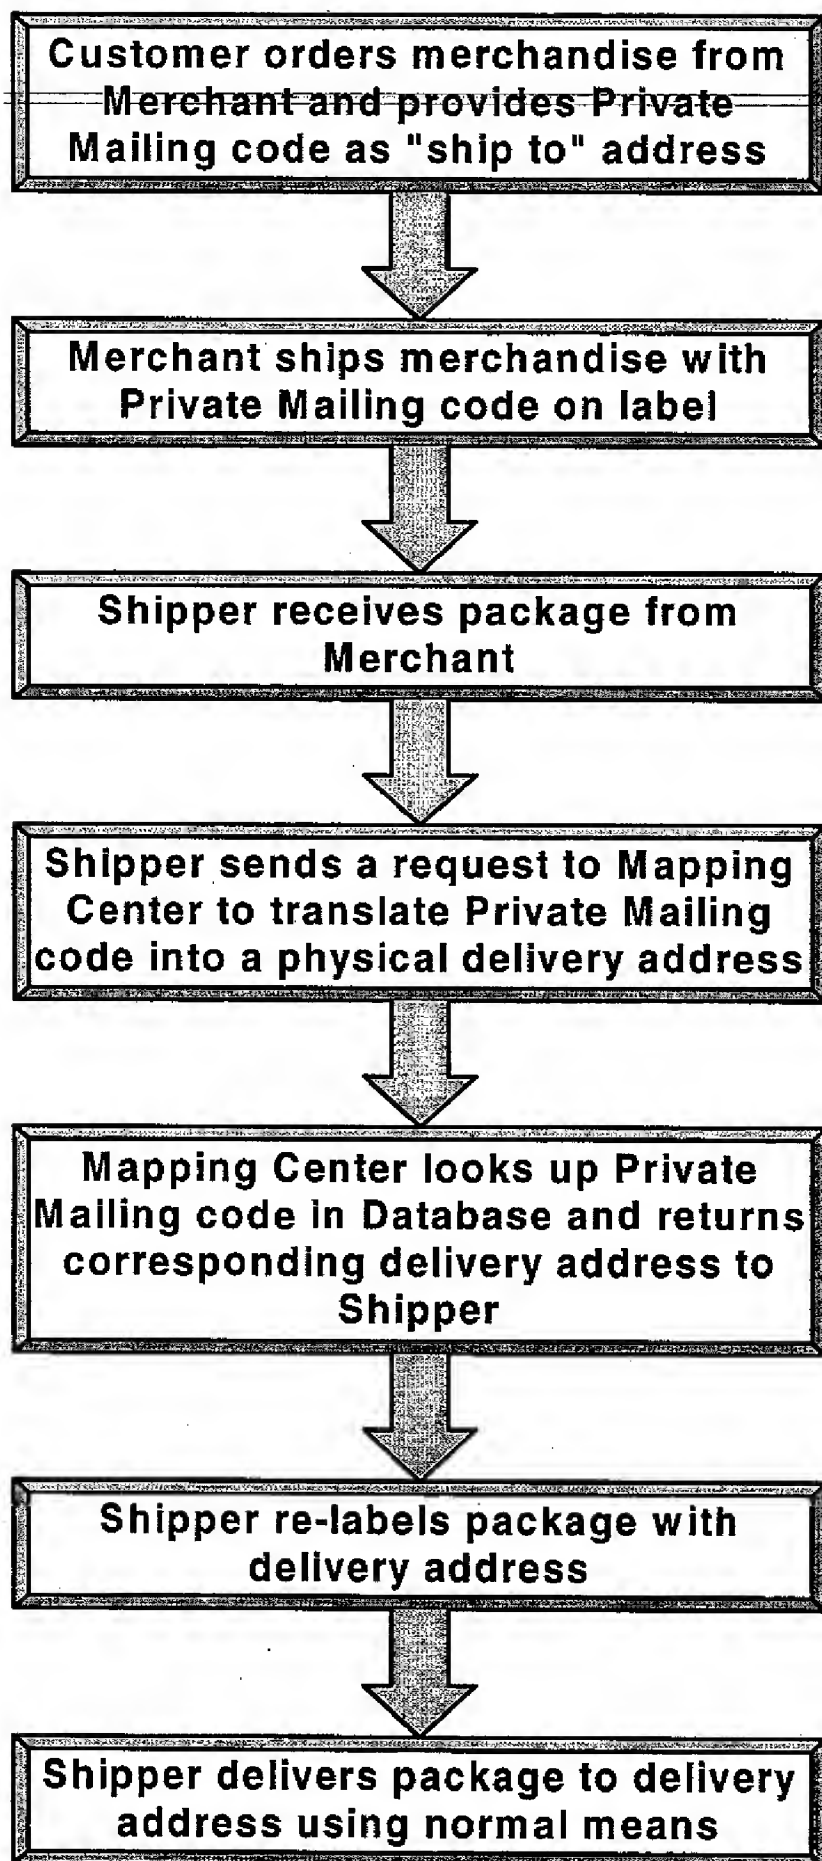 Customer orders merchandise from
Merchant and provides Private
Mailing code as "ship to" address
Merchant ships merchandise with
Private Mailing code on label
Shipper receives package from
Merchant
Shipper sends a request to Mapping
Center to translate Private Mailing
code into a physical delivery address
Mapping Center looks up Private
Mailing code in Database and returns
corresponding delivery address to
Shipper
Shipper re-labels package with
delivery address
Shipper delivers package to delivery
address using normal means